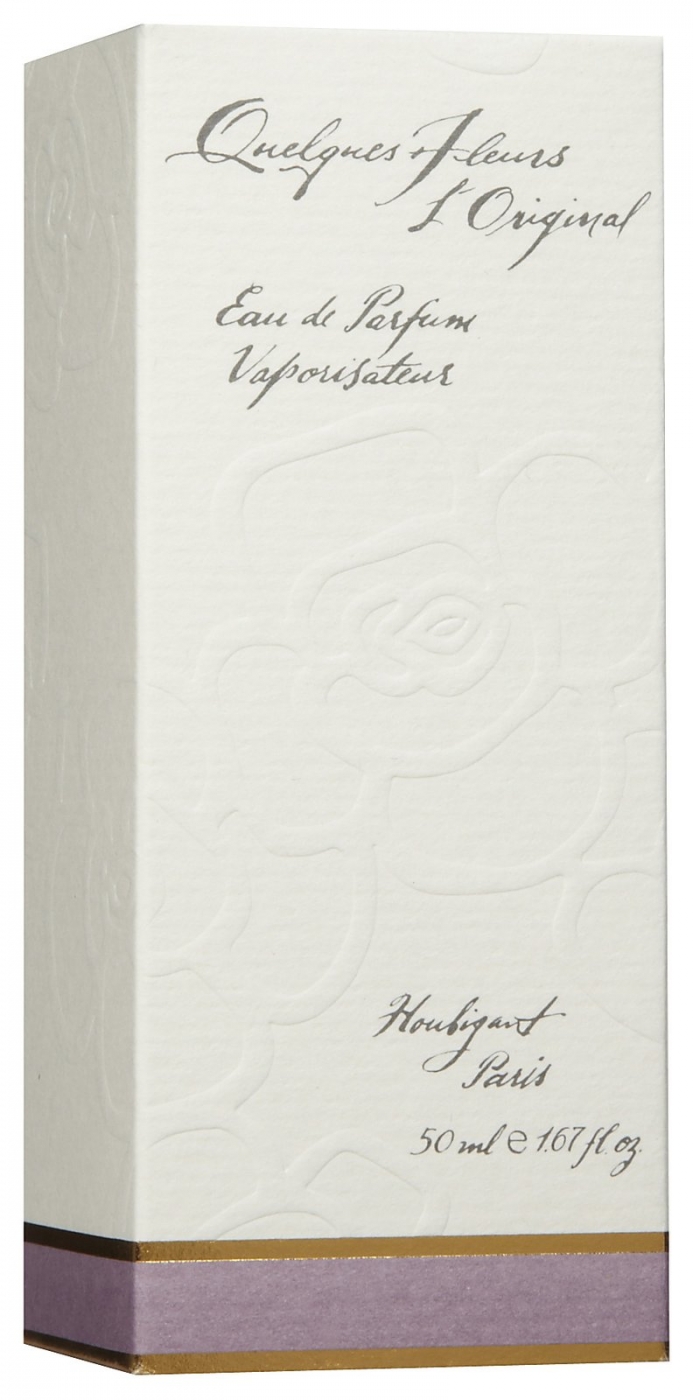 Quelques Fleurs
L'Original
Eau de Parfum
Vaporisateur
Houbigant
Paris
50 ml e 1.67 fl. oz.